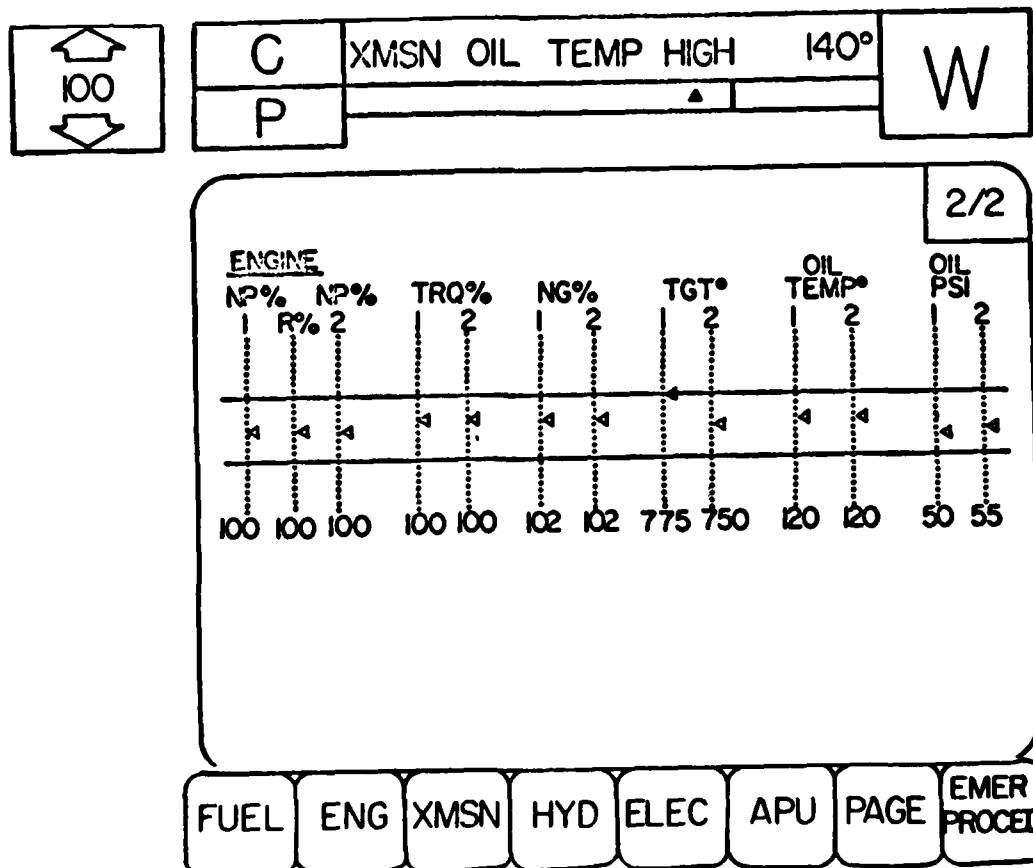 100
C
XMSN OIL TEMP HIGH 140°
P
W
2/2
ENGINE
NP% NP% TRQ% NG% TGT° OIL TEMP° OIL PSI
1 R% 2 1 2 1 2 1 2 1 2 1 2
100 100 100 100 100 102 102 775 750 120 120 50 55
FUEL ENG XMSN HYD ELEC APU PAGE EMER PROCED